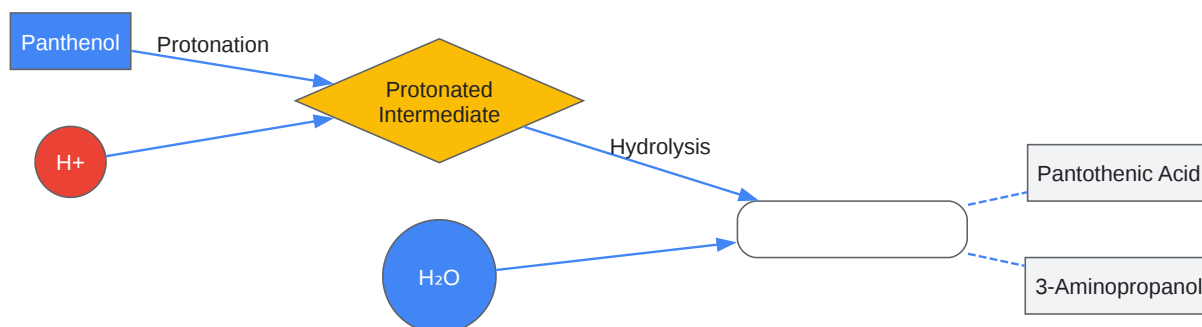 Panthenol
Protonation
Protonated
Intermediate
H+
Hydrolysis
Pantothenic Acid
H₂O
3-Aminopropanol